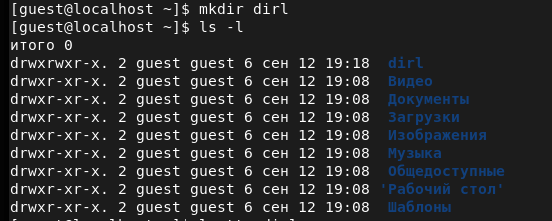 [guest@localhost ~]$ mkdir dirl
[guest@localhost ~]$ ls -l
итого 0
drwxrwxr-x. 2 guest guest 6 сен 12 19:18  dirl
drwxr-xr-x. 2 guest guest 6 сен 12 19:08  Видео
drwxr-xr-x. 2 guest guest 6 сен 12 19:08  Документы
drwxr-xr-x. 2 guest guest 6 сен 12 19:08  Загрузки
drwxr-xr-x. 2 guest guest 6 сен 12 19:08  Изображения
drwxr-xr-x. 2 guest guest 6 сен 12 19:08  Музыка
drwxr-xr-x. 2 guest guest 6 сен 12 19:08  Общедоступные
drwxr-xr-x. 2 guest guest 6 сен 12 19:08 'Рабочий стол'
drwxr-xr-x. 2 guest guest 6 сен 12 19:08  Шаблоны